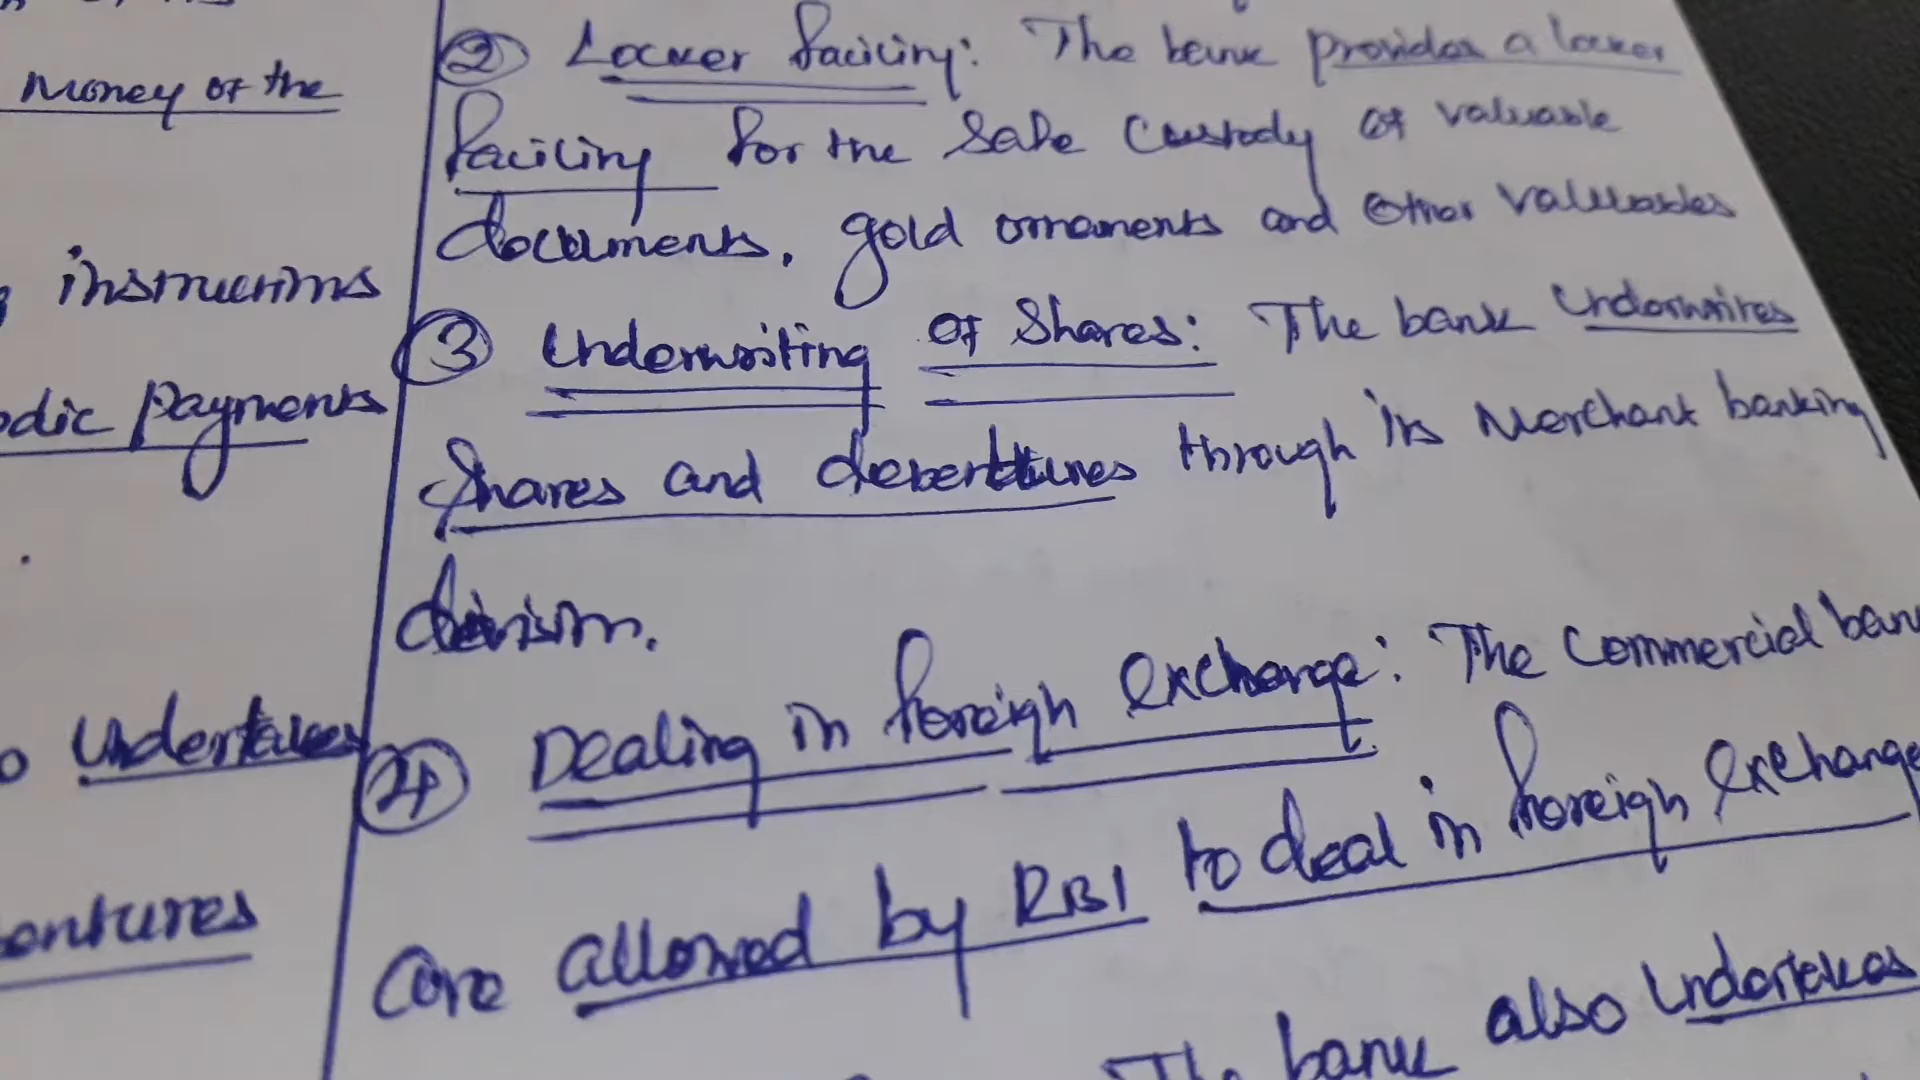 Money of the
instructions
odic Payments
Undertakes
entures
② Locker facility: The bank provides a locker
facility for the Safe Custody of valuable
documents, gold ornaments and Other Valuables
③ Underwriting of Shares: The bank Underwrites
Shares and debentures through its Merchant banking
division.
④ Dealing in foreign exchange: The Commercial ban
are allowed by RBI to deal in foreign exchange
The bank also Undertakes